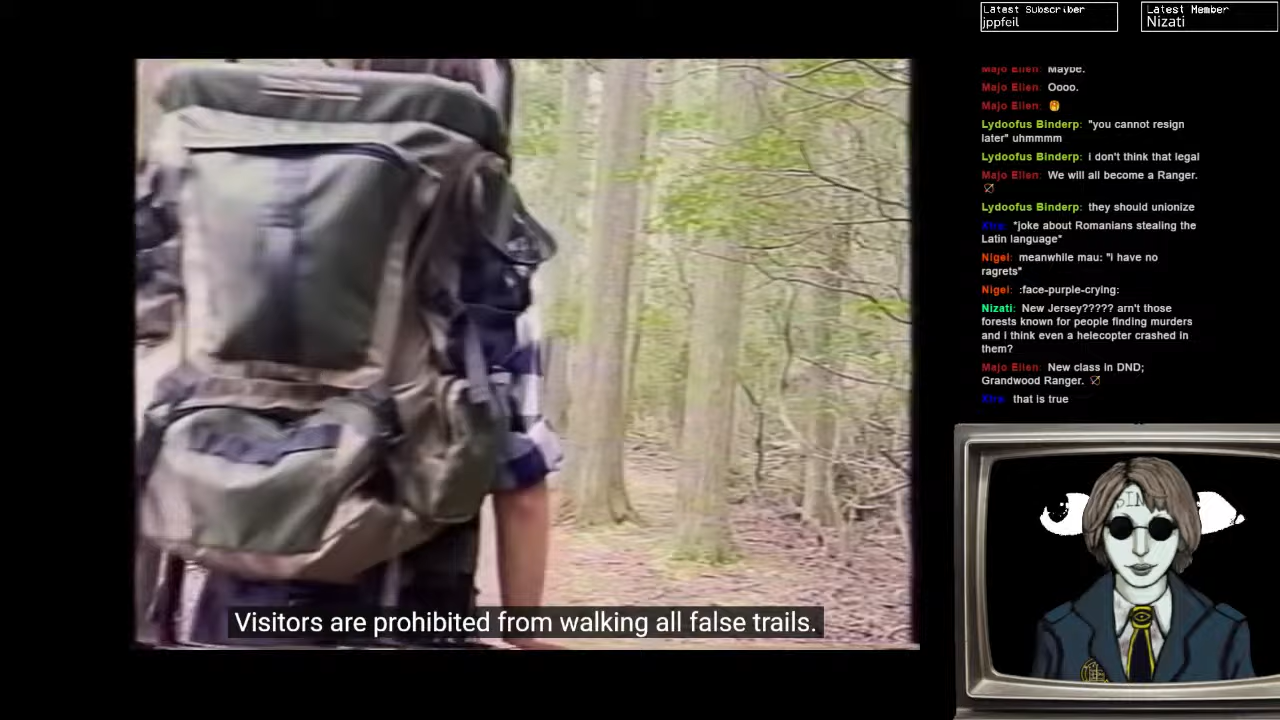 Latest Subscriber
jppfeil
Latest Member
Nizati
Majo Ellen: Maybe.
Majo Ellen: Oooo.
Majo Ellen:
Lydoofus Binderp: "you cannot resign
later" uhmmmm
Lydoofus Binderp: i don't think that legal
Majo Ellen: We will all become a Ranger.
Lydoofus Binderp: they should unionize
*joke about Romanians stealing the
Latin language"
Nigel: meanwhile mau: "i have no
ragrets"
Nigel: :face-purple-crying:
Nizati: New Jersey????? arn't those
forests known for people finding murders
and i think even a helecopter crashed in
them?
Majo Ellen: New class in DND;
Grandwood Ranger.
that is true
Visitors are prohibited from walking all false trails.